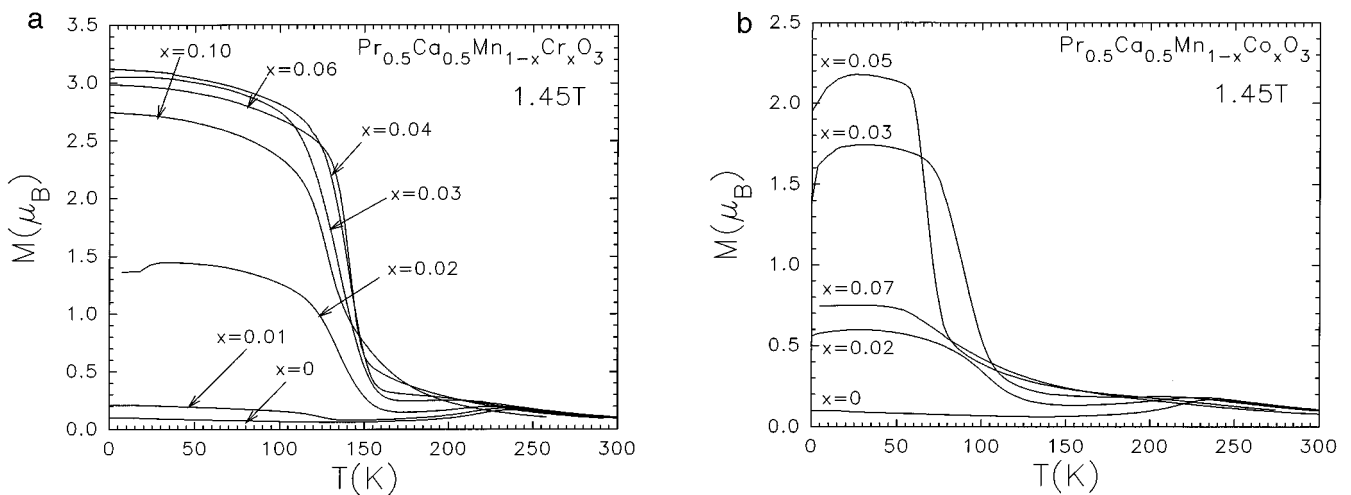 a
Pr0.5Ca0.5Mn1-xCrxO3
1.45T
x=0.10
x=0.06
x=0.04
x=0.03
x=0.02
x=0.01
x=0
M(μB)
3.5
3.0
2.5
2.0
1.5
1.0
0.5
0.0
0 50 100 150 200 250 300
T(K)
b
Pr0.5Ca0.5Mn1-xCoxO3
1.45T
x=0.05
x=0.03
x=0.07
x=0.02
x=0
M(μB)
2.5
2.0
1.5
1.0
0.5
0.0
0 50 100 150 200 250 300
T(K)